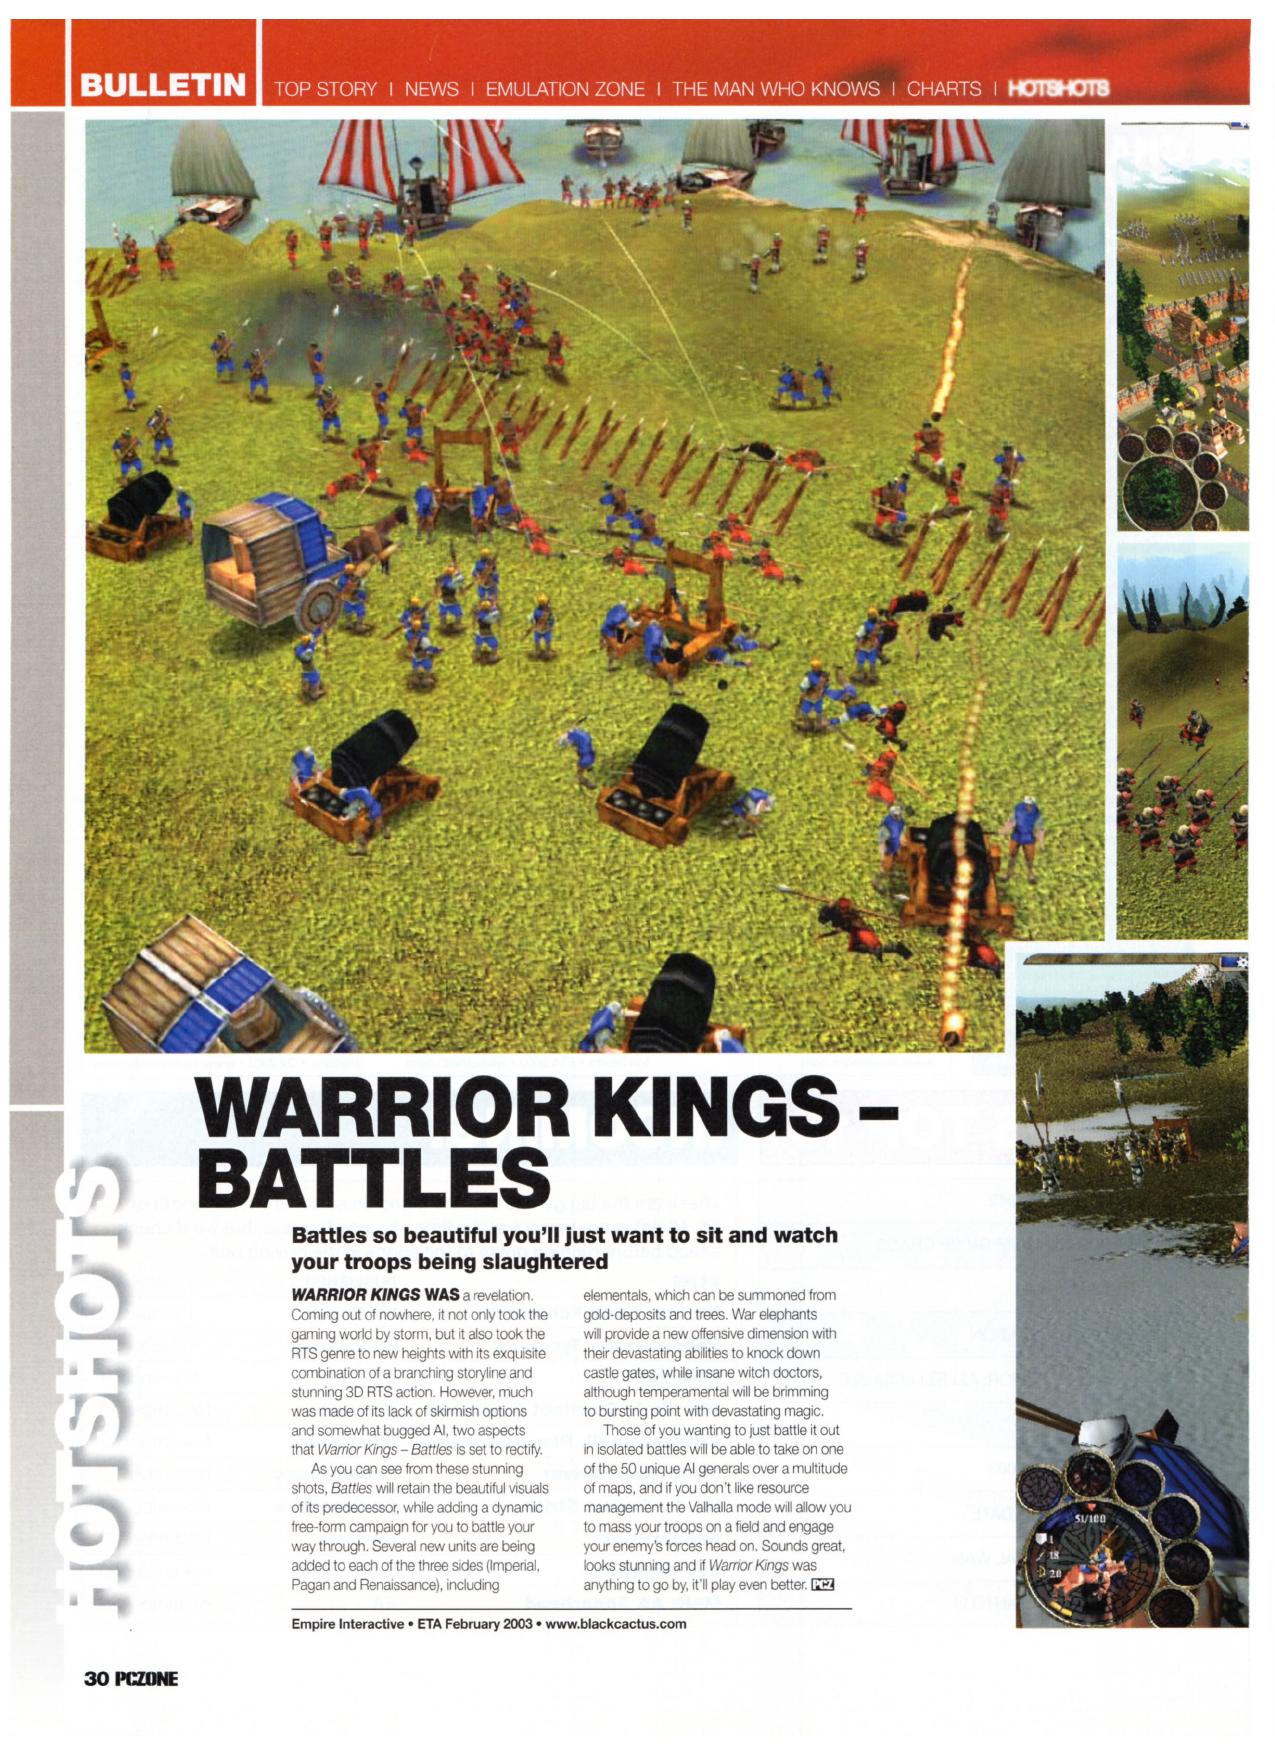 BULLETIN
TOP STORY | NEWS | EMULATION ZONE | THE MAN WHO KNOWS | CHARTS | HOTSHOTS
WARRIOR KINGS –
BATTLES
Battles so beautiful you'll just want to sit and watch
your troops being slaughtered
WARRIOR KINGS WAS a revelation.
Coming out of nowhere, it not only took the
gaming world by storm, but it also took the
RTS genre to new heights with its exquisite
combination of a branching storyline and
stunning 3D RTS action. However, much
was made of its lack of skirmish options
and somewhat bugged AI, two aspects
that Warrior Kings – Battles is set to rectify.
As you can see from these stunning
shots, Battles will retain the beautiful visuals
of its predecessor, while adding a dynamic
free-form campaign for you to battle your
way through. Several new units are being
added to each of the three sides (Imperial,
Pagan and Renaissance), including
elementals, which can be summoned from
gold-deposits and trees. War elephants
will provide a new offensive dimension with
their devastating abilities to knock down
castle gates, while insane witch doctors,
although temperamental will be brimming
to bursting point with devastating magic.
Those of you wanting to just battle it out
in isolated battles will be able to take on one
of the 50 unique AI generals over a multitude
of maps, and if you don't like resource
management the Valhalla mode will allow you
to mass your troops on a field and engage
your enemy's forces head on. Sounds great,
looks stunning and if Warrior Kings was
anything to go by, it'll play even better. PCZ
Empire Interactive • ETA February 2003 • www.blackcactus.com
HOTSHOTS
51/100
1
18
20
30 PCZONE